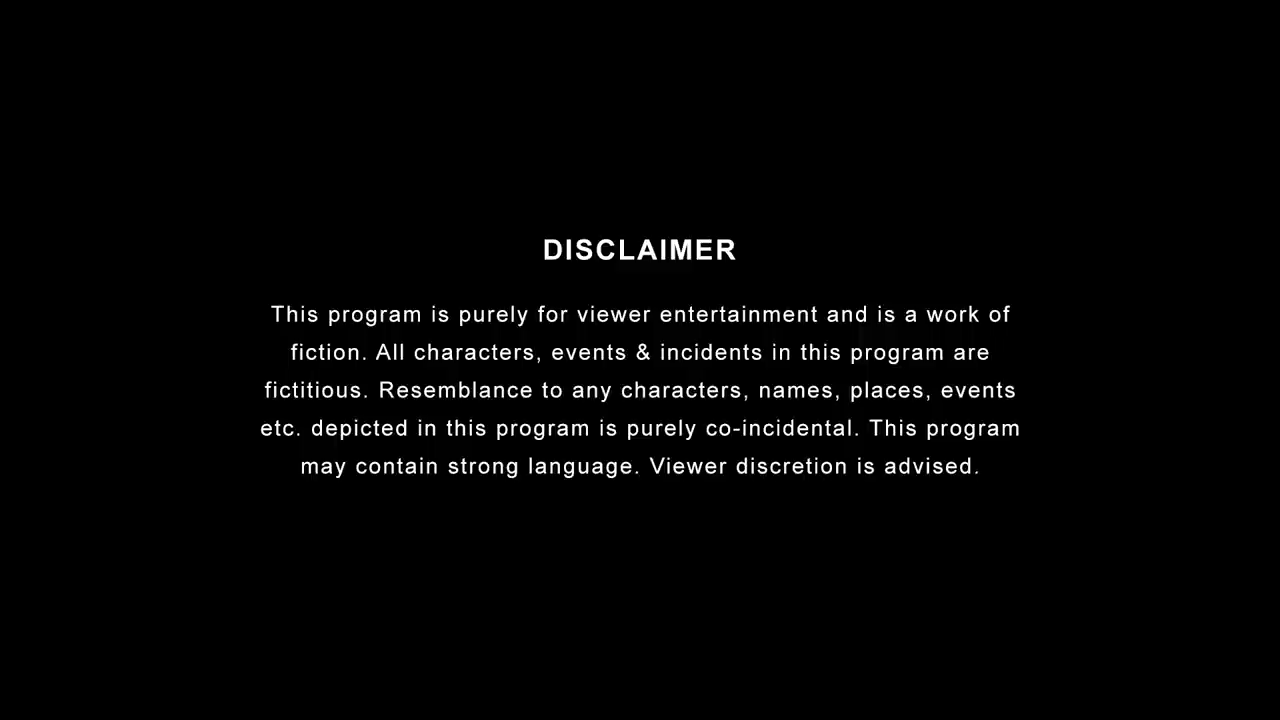 DISCLAIMER
This program is purely for viewer entertainment and is a work of
fiction. All characters, events & incidents in this program are
fictitious. Resemblance to any characters, names, places, events
etc. depicted in this program is purely co-incidental. This program
may contain strong language. Viewer discretion is advised.